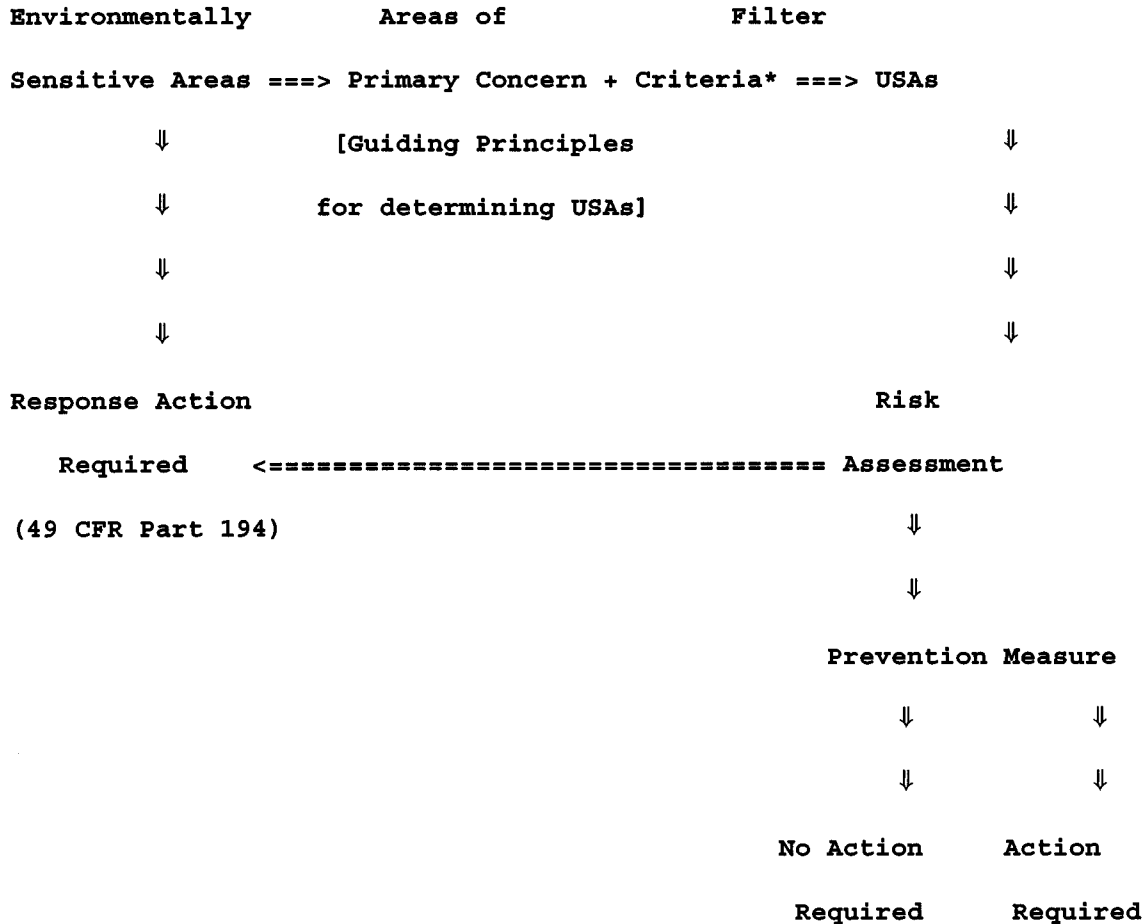 Environmentally Areas of Filter
Sensitive Areas ===> Primary Concern + Criteria* ===> USAs
⇓ [Guiding Principles ⇓
⇓ for determining USAs] ⇓
⇓ ⇓
⇓ ⇓
Response Action Risk
Required <=================================== Assessment
(49 CFR Part 194) ⇓
⇓
Prevention Measure
⇓ ⇓
⇓ ⇓
No Action Action
Required Required